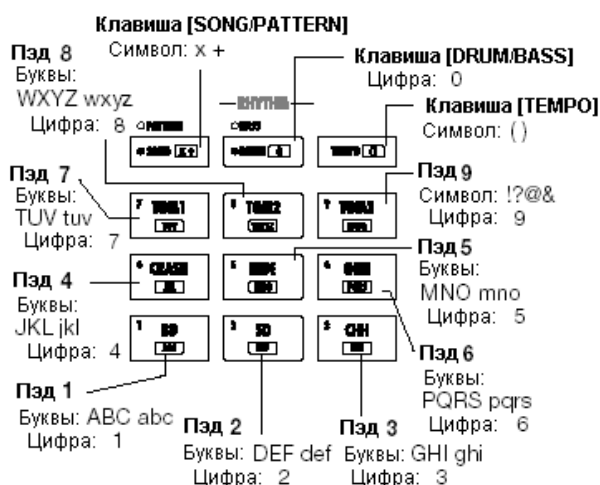 Клавиша [SONG/PATTERN]
Символ: x +
Пэд 8
Буквы:
WXYZ wxyz
Цифра: 8
Клавиша [DRUM/BASS]
Цифра: 0
Клавиша [TEMPO]
Символ: ( )
RHYTHM
Пэд 7
Буквы:
TUV tuv
Цифра: 7
Пэд 9
Символ: !?@&
Цифра: 9
Пэд 4
Буквы:
JKL jkl
Цифра: 4
Пэд 5
Буквы:
MNO mno
Цифра: 5
Пэд 6
Буквы:
PQRS pqrs
Цифра: 6
Пэд 1
Буквы: ABC abc
Цифра: 1
Пэд 2
Буквы: DEF def
Цифра: 2
Пэд 3
Буквы: GHI ghi
Цифра: 3